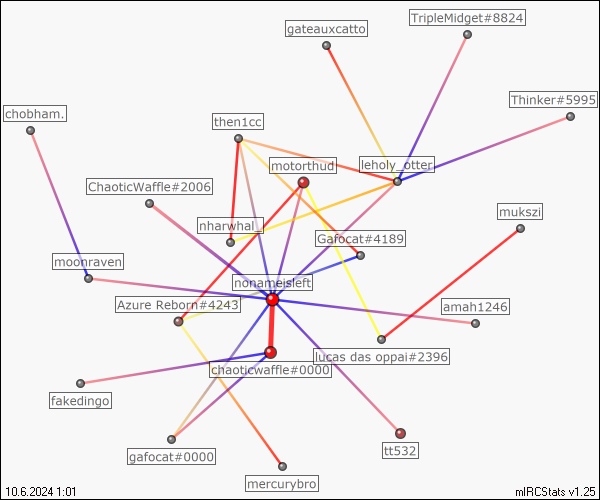 TripleMidget#8824
gateauxcatto
Thinker#5995
chobham.
then1cc
motorthud
leholy_otter
ChaoticWaffle#2006
mukszi
nharwhal_
Gafocat#4189
moonraven
nonameisleft
Azure Reborn#4243
amah1246
lucas das oppai#2396
chaoticwaffle#0000
fakedingo
tt532
gafocat#0000
mercurybro
10.6.2024 1:01
mIRCStats v1.25